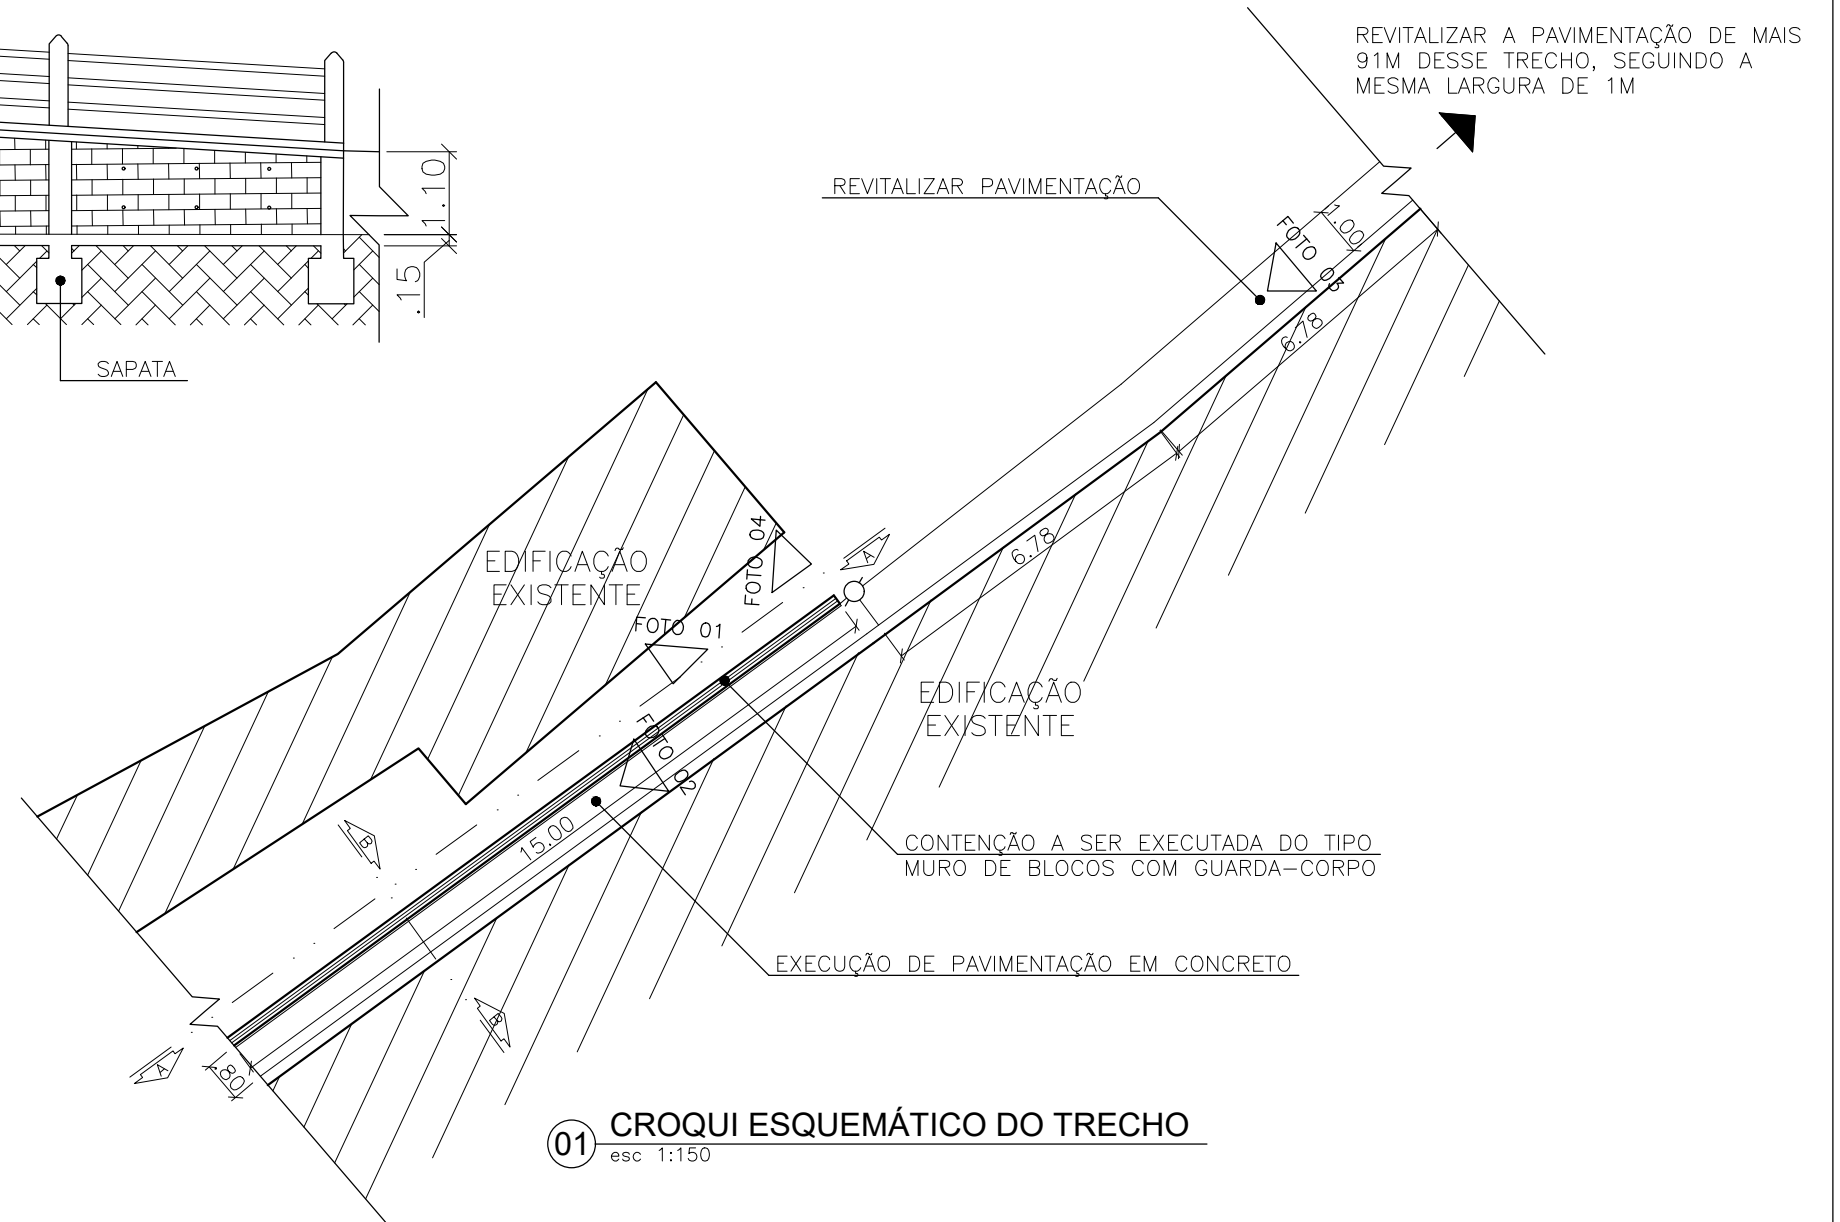 REVITALIZAR A PAVIMENTAÇÃO DE MAIS
91M DESSE TRECHO, SEGUINDO A
MESMA LARGURA DE 1M
1.10
.15
SAPATA
REVITALIZAR PAVIMENTAÇÃO
1.00
FOTO 03
6.78
6.78
EDIFICAÇÃO
EXISTENTE
FOTO 04
A
FOTO 01
EDIFICAÇÃO
EXISTENTE
FOTO 02
15.00
B
CONTENÇÃO A SER EXECUTADA DO TIPO
MURO DE BLOCOS COM GUARDA-CORPO
EXECUÇÃO DE PAVIMENTAÇÃO EM CONCRETO
B
A
.80
01
CROQUI ESQUEMÁTICO DO TRECHO
esc 1:150